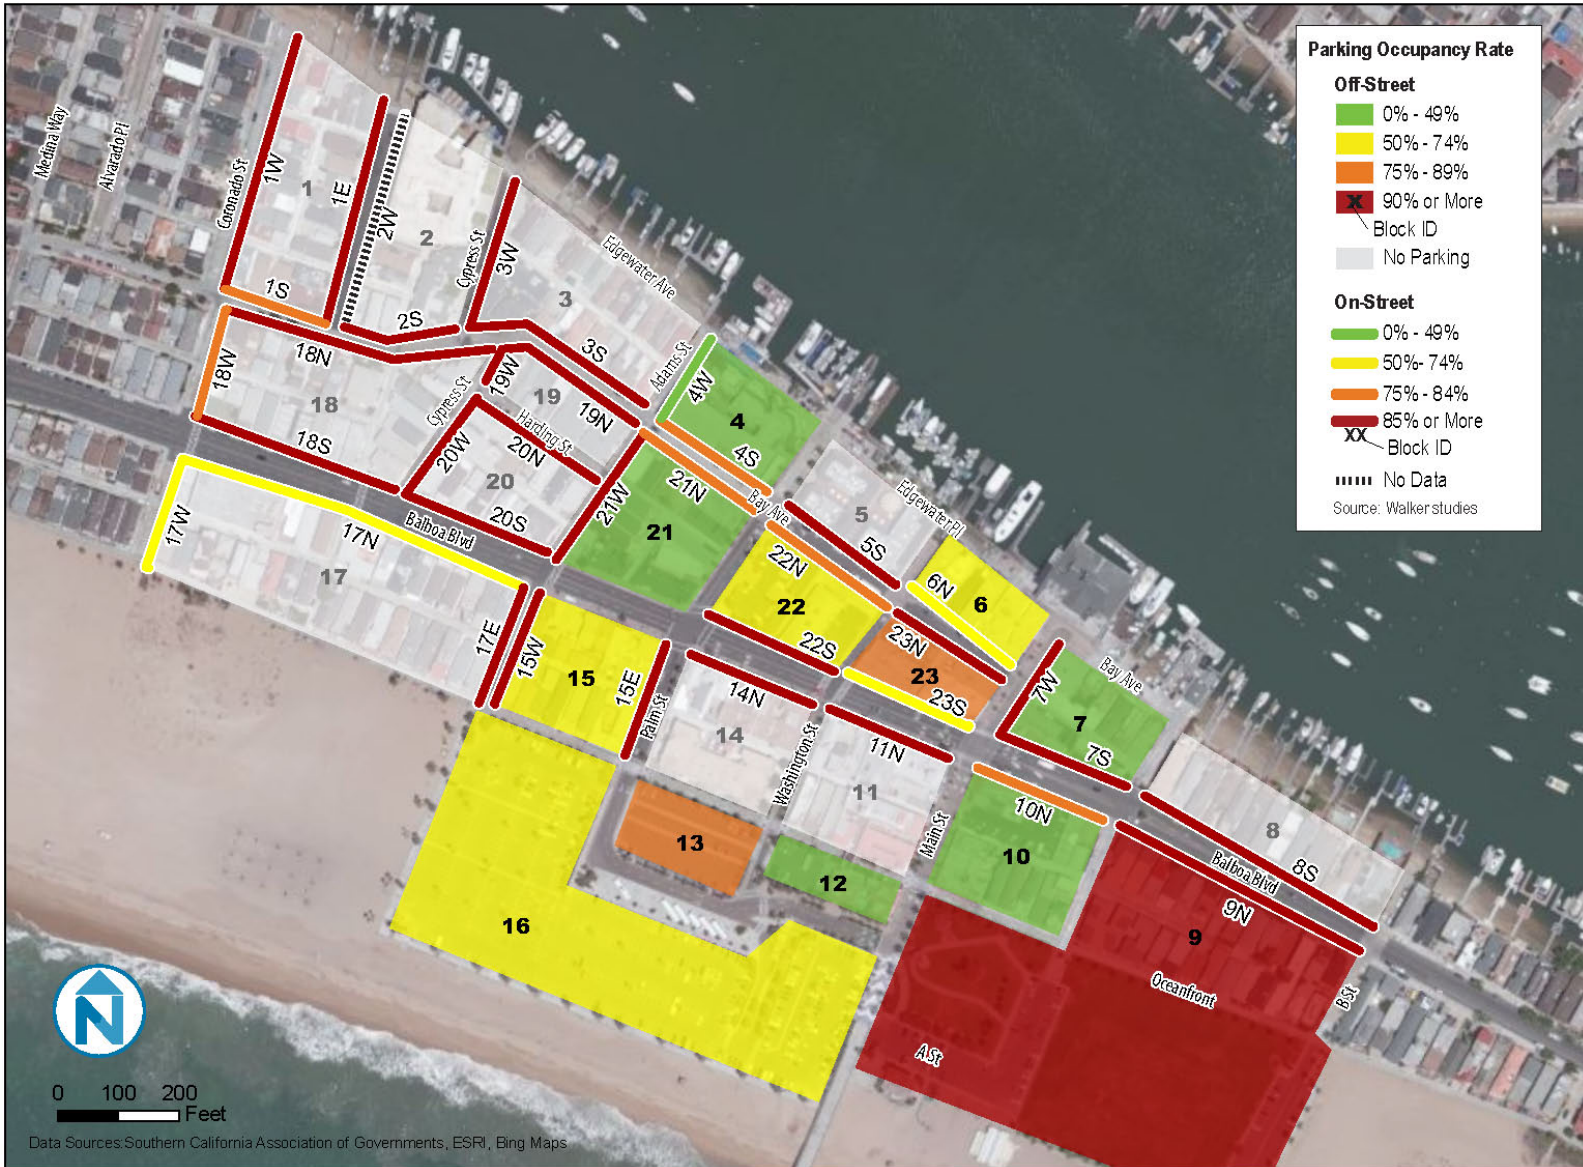 Parking Occupancy Rate
Off-Street
0% - 49%
50% - 74%
75% - 89%
X 90% or More
Block ID
No Parking
On-Street
0% - 49%
50% - 74%
75% - 84%
85% or More
XX Block ID
No Data
Source: Walker studies
Medina Way
Alvarado Pl
Coronado St
1W
1
1E
2W
2
Cypress St
3W
Edgewater Ave
3
1S
2S
3S
18W
18N
18
18S
Cypress St
19W
19
19N
Harding St
20W
20N
20
20S
Adams St
4W
4
4S
21N
Bay Ave
21W
21
Balboa Blvd
17W
17N
17
17E
5
Edgewater Pl
5S
22N
22
22S
6N
6
23N
23
23S
15W
15
15E
Palm St
14N
14
Washington St
11N
11
Main St
7W
Bay Ave
7
7S
10N
10
8
8S
Balboa Blvd
9N
9
13
12
16
Oceanfront
B St
A St
N
0 100 200
Feet
Data Sources: Southern California Association of Governments, ESRI, Bing Maps